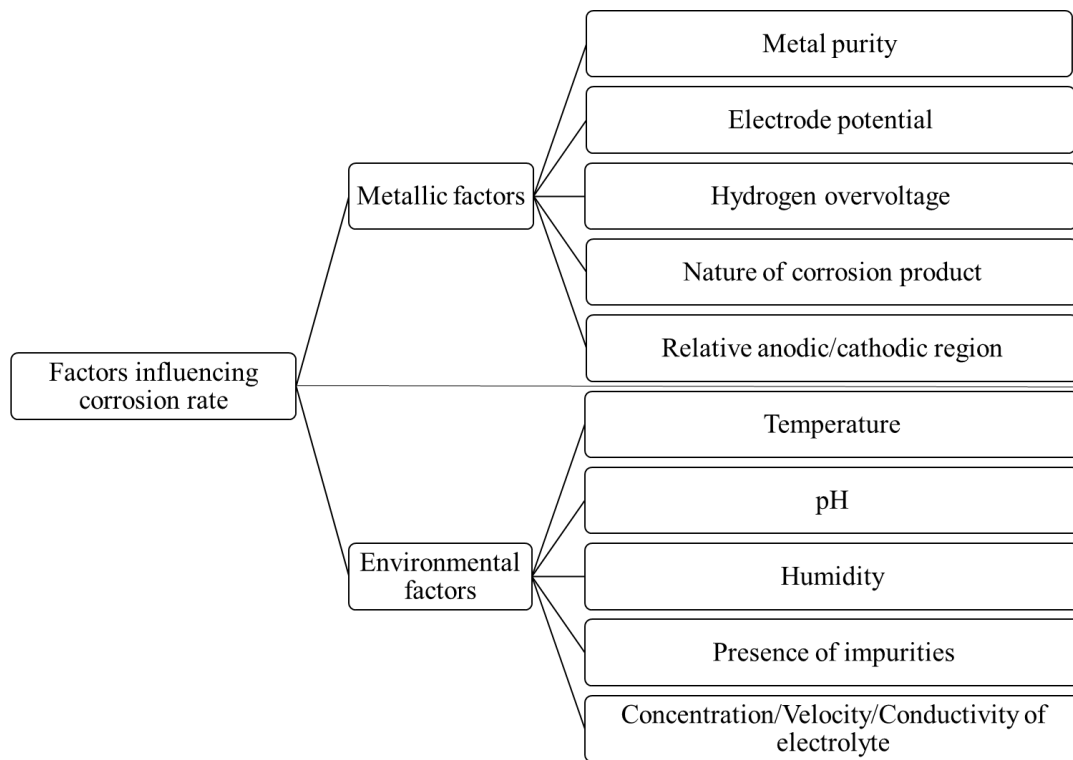 Factors influencing
corrosion rate
Metallic factors
Metal purity
Electrode potential
Hydrogen overvoltage
Nature of corrosion product
Relative anodic/cathodic region
Environmental
factors
Temperature
pH
Humidity
Presence of impurities
Concentration/Velocity/Conductivity of
electrolyte